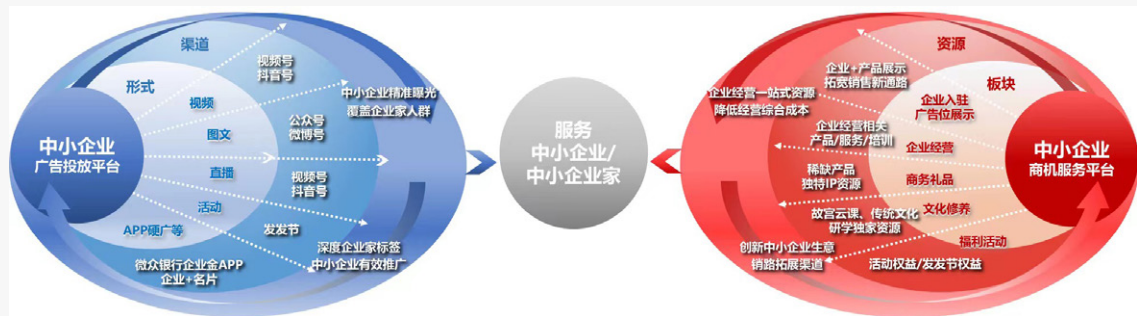 渠道
形式
视频号
抖音号
视频
中小企业精准曝光
覆盖企业家人群
图文
公众号
微博号
中小企业
广告投放平台
直播
视频号
抖音号
活动
APP硬广等
发发节
深度企业家标签
中小企业有效推广
微众银行企业金APP
企业+名片
服务
中小企业/
中小企业家
资源
板块
企业+产品展示
拓宽销售新通路
企业经营一站式资源
降低经营综合成本
企业入驻
广告位展示
企业经营相关
产品/服务/培训
企业经营
中小企业
商机服务平台
稀缺产品
独特IP资源
商务礼品
故宫云课、传统文化
研学独家资源
文化修养
创新中小企业生意
销路拓展渠道
福利活动
活动权益/发发节权益